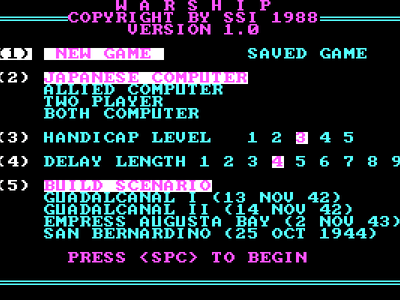 W A R S H I P
COPYRIGHT BY SSI 1988
VERSION 1.0
(1) NEW GAME SAVED GAME
(2) JAPANESE COMPUTER
ALLIED COMPUTER
TWO PLAYER
BOTH COMPUTER
(3) HANDICAP LEVEL 1 2 3 4 5
(4) DELAY LENGTH 1 2 3 4 5 6 7 8 9
(5) BUILD SCENARIO
GUADALCANAL I (13 NOV 42)
GUADALCANAL II (14 NOV 42)
EMPRESS AUGUSTA BAY (2 NOV 43)
SAN BERNARDINO (25 OCT 1944)
PRESS <SPC> TO BEGIN